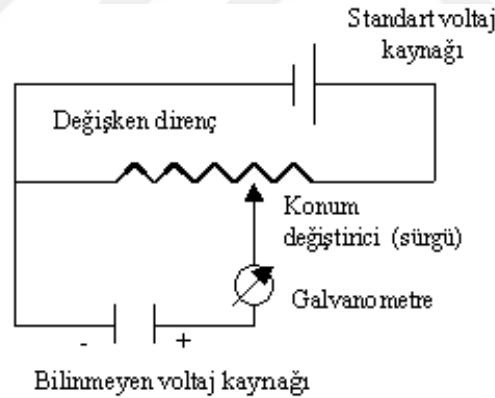 Standart voltaj
kaynağı
Değişken direnç
Konum
değiştirici (sürgü)
Galvanometre
- +
Bilinmeyen voltaj kaynağı